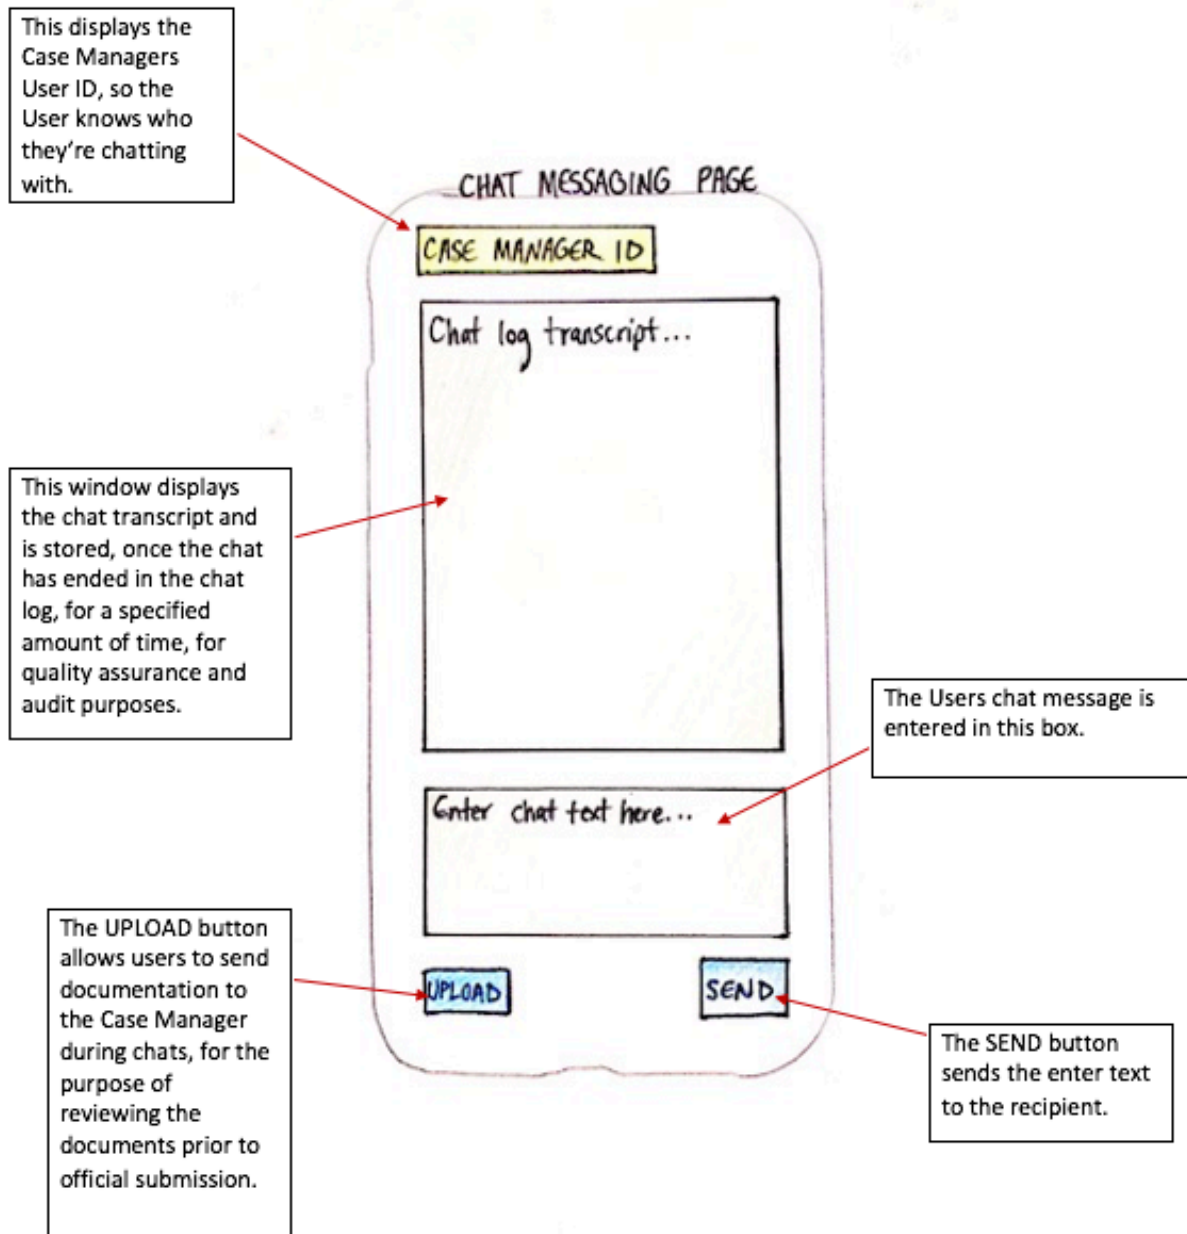 This displays the
Case Managers
User ID, so the
User knows who
they're chatting
with.
CHAT MESSAGING PAGE
CASE MANAGER ID
Chat log transcript...
This window displays
the chat transcript and
is stored, once the chat
has ended in the chat
log, for a specified
amount of time, for
quality assurance and
audit purposes.
The Users chat message is
entered in this box.
Enter chat text here...
The UPLOAD button
allows users to send
documentation to
the Case Manager
during chats, for the
purpose of
reviewing the
documents prior to
official submission.
UPLOAD
SEND
The SEND button
sends the enter text
to the recipient.